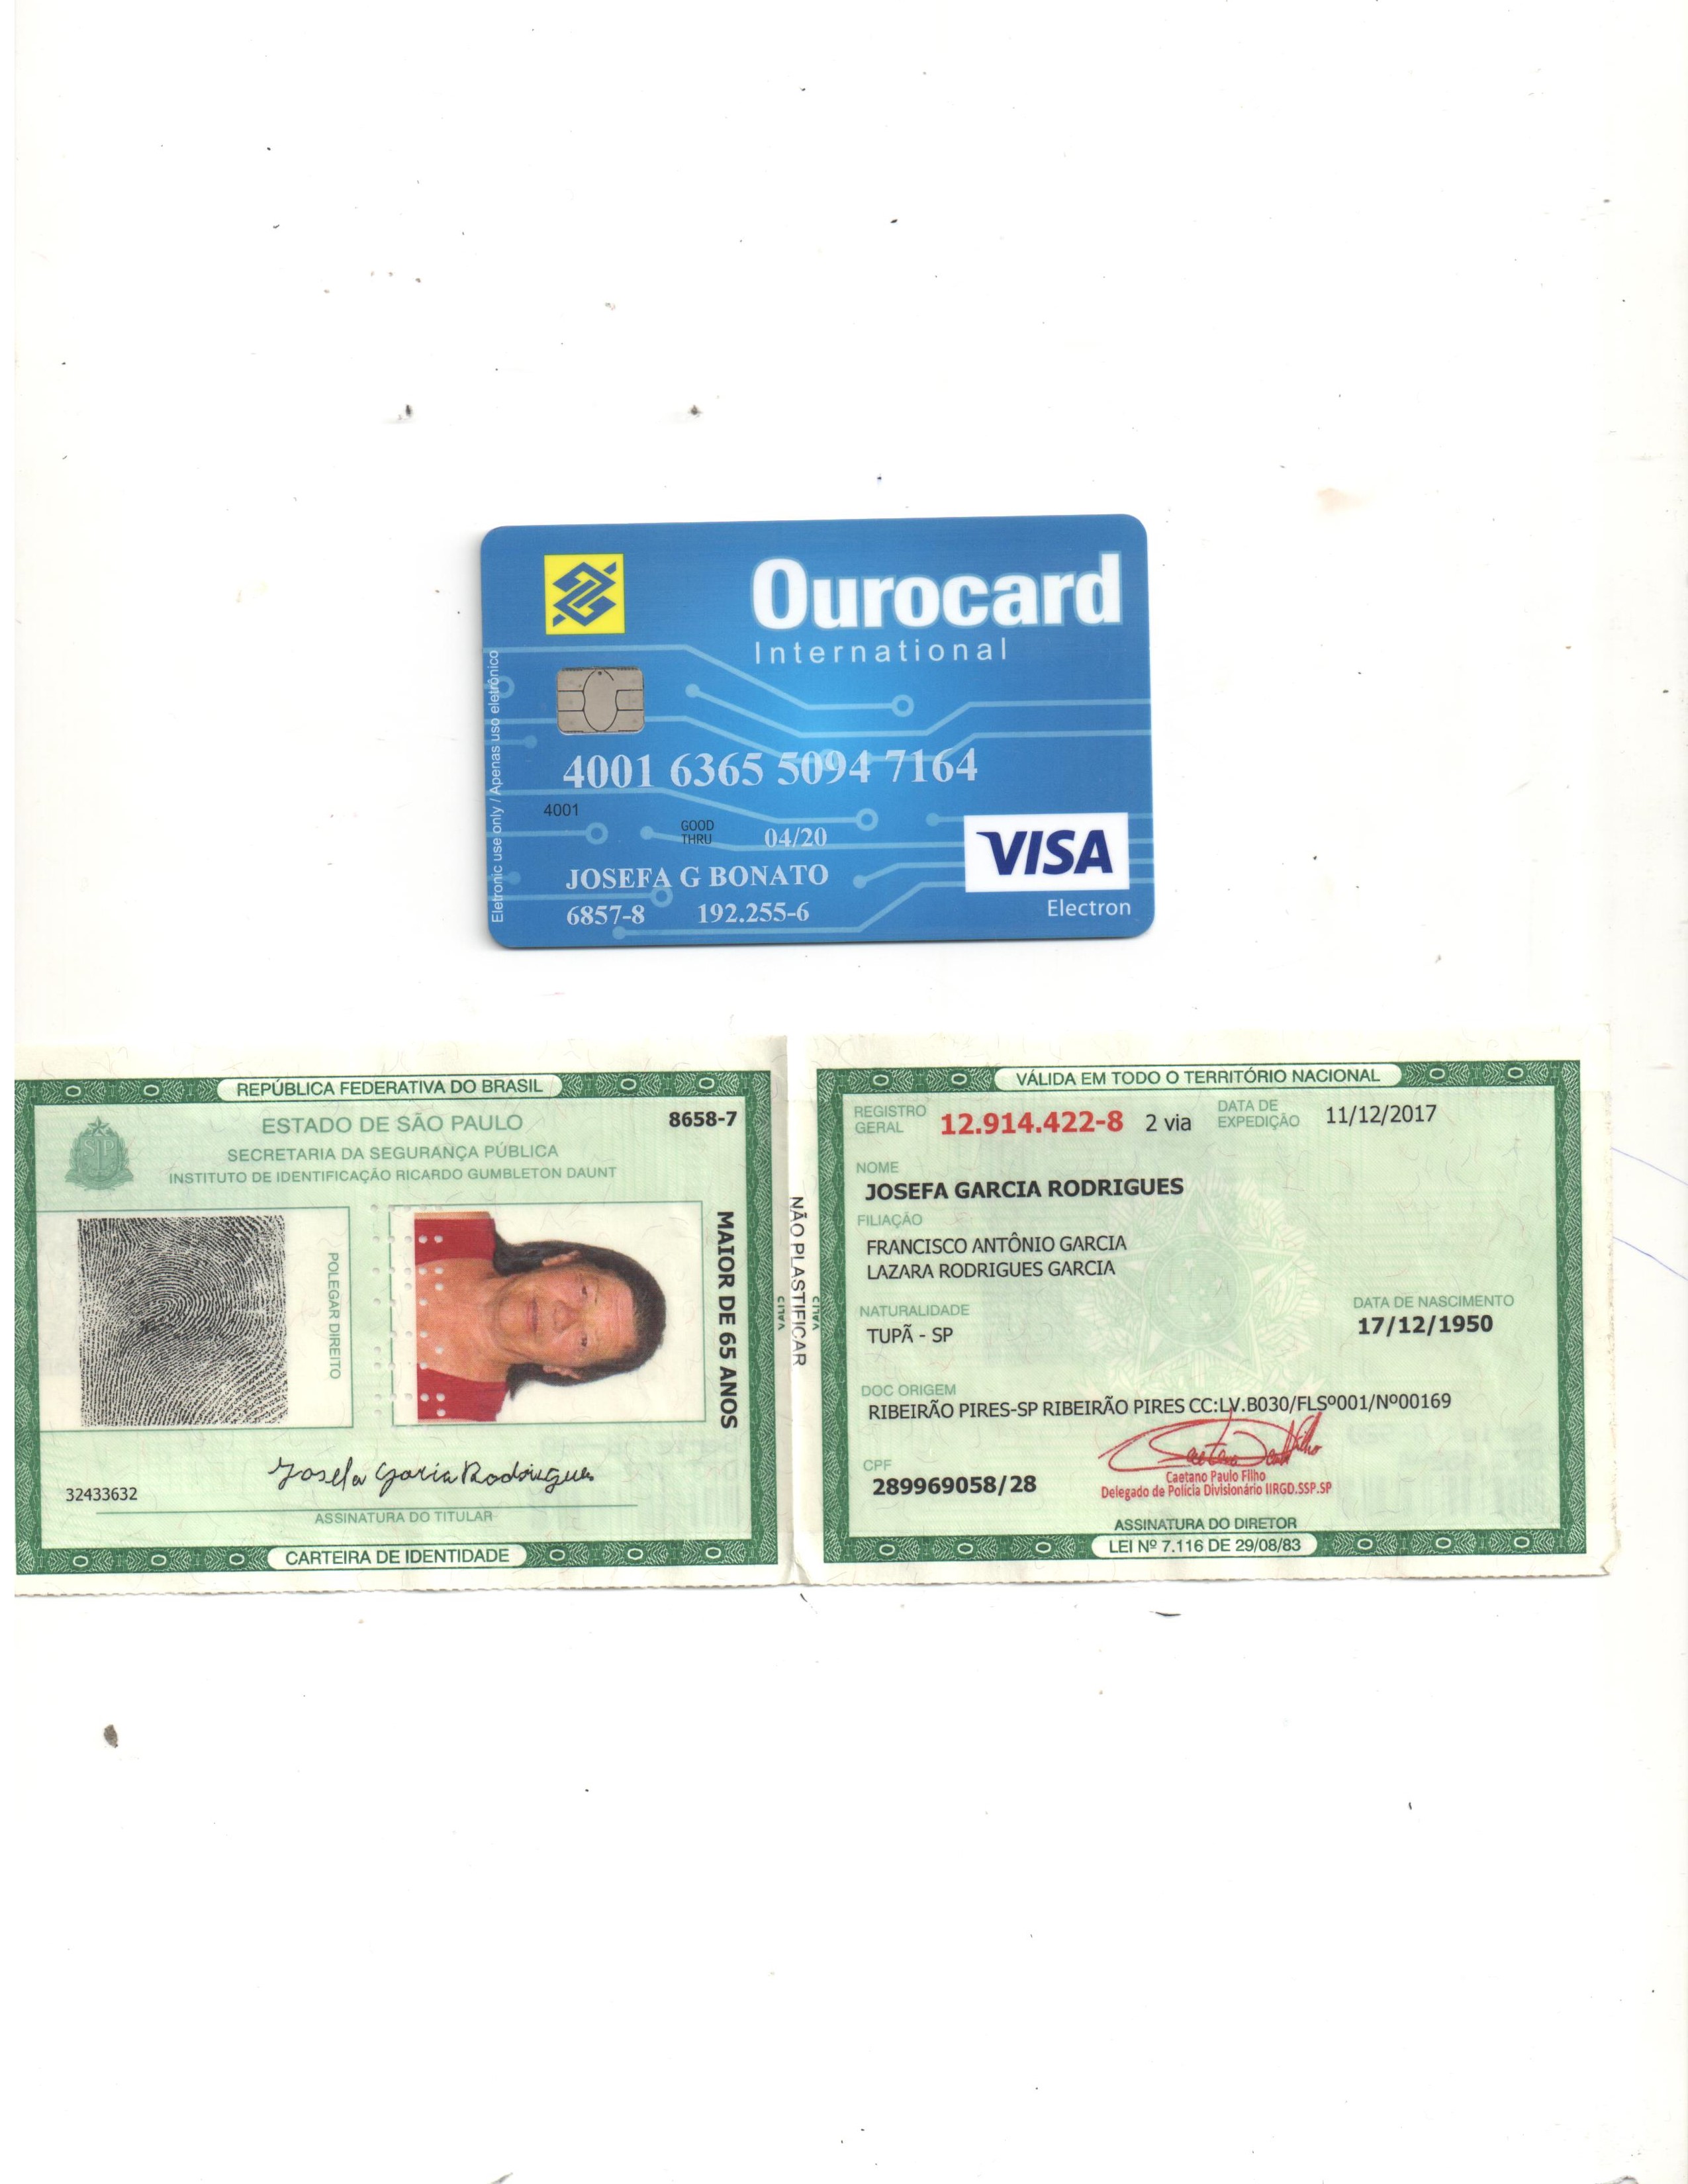 Ourocard
International
Eletronic use only / Apenas uso eletrônico
4001 6365 5094 7164
4001
GOOD THRU 04/20
JOSEFA G BONATO
6857-8 192.255-6
VISA
Electron
REPÚBLICA FEDERATIVA DO BRASIL
ESTADO DE SÃO PAULO 8658-7
SECRETARIA DA SEGURANÇA PÚBLICA
INSTITUTO DE IDENTIFICAÇÃO RICARDO GUMBLETON DAUNT
POLEGAR DIREITO
MAIOR DE 65 ANOS
Josefa Garcia Rodrigues
32433632
ASSINATURA DO TITULAR
CARTEIRA DE IDENTIDADE
NÃO PLASTIFICAR
VÁLIDA EM TODO O TERRITÓRIO NACIONAL
REGISTRO GERAL 12.914.422-8 2 via DATA DE EXPEDIÇÃO 11/12/2017
NOME
JOSEFA GARCIA RODRIGUES
FILIAÇÃO
FRANCISCO ANTÔNIO GARCIA
LAZARA RODRIGUES GARCIA
NATURALIDADE DATA DE NASCIMENTO
TUPÃ - SP 17/12/1950
DOC ORIGEM
RIBEIRÃO PIRES-SP RIBEIRÃO PIRES CC:LV.B030/FLSº001/Nº00169
CPF
289969058/28
Caetano Paulo Filho
Delegado de Polícia Divisionário IIRGD.SSP.SP
ASSINATURA DO DIRETOR
LEI Nº 7.116 DE 29/08/83